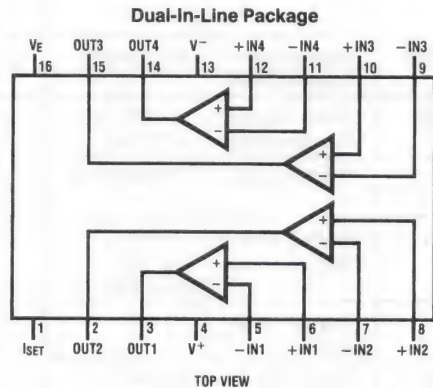 Dual-In-Line Package
VE OUT3 OUT4 V− +IN4 −IN4 +IN3 −IN3
16 15 14 13 12 11 10 9
+
−
+
−
+
−
+
−
1 2 3 4 5 6 7 8
ISET OUT2 OUT1 V+ −IN1 +IN1 −IN2 +IN2
TOP VIEW